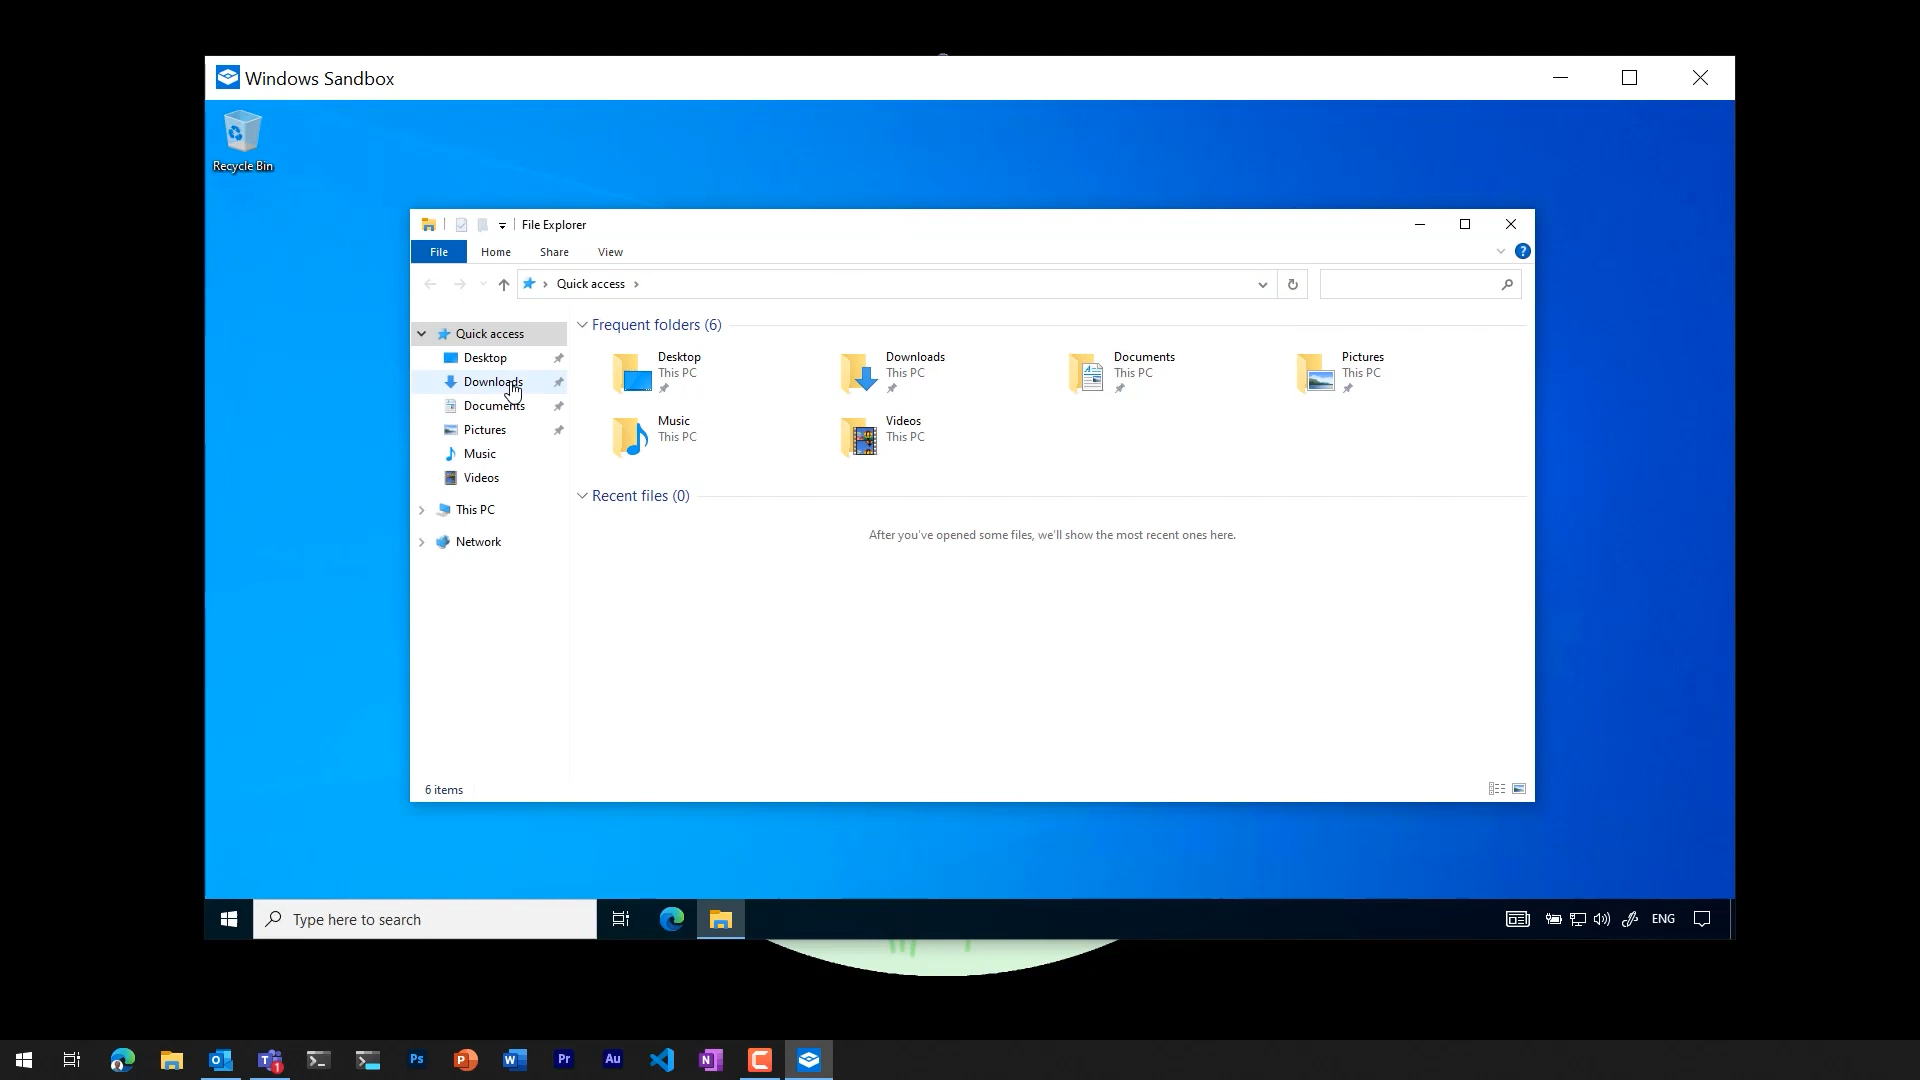 Windows Sandbox
Recycle Bin
File Explorer
File Home Share View
?
Quick access
Quick access
Desktop
Downloads
Documents
Pictures
Music
Videos
This PC
Network
Frequent folders (6)
Desktop
This PC
Downloads
This PC
Documents
This PC
Pictures
This PC
Music
This PC
Videos
This PC
Recent files (0)
After you've opened some files, we'll show the most recent ones here.
6 items
Type here to search
ENG
O
T
1
Ps
P
W
Pr
Au
N
C